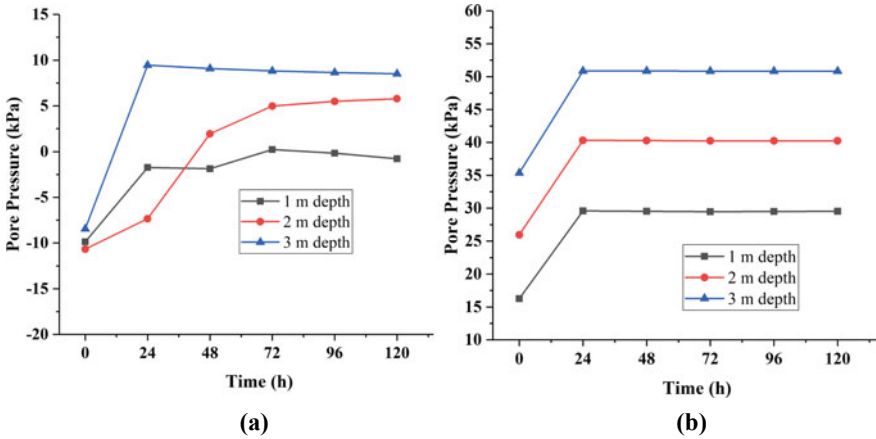 15
10
5
0
-5
-10
-15
-20
Pore Pressure (kPa)
1 m depth
2 m depth
3 m depth
0 24 48 72 96 120
Time (h)
(a)
60
55
50
45
40
35
30
25
20
15
10
Pore Pressure (kPa)
1 m depth
2 m depth
3 m depth
0 24 48 72 96 120
Time (h)
(b)